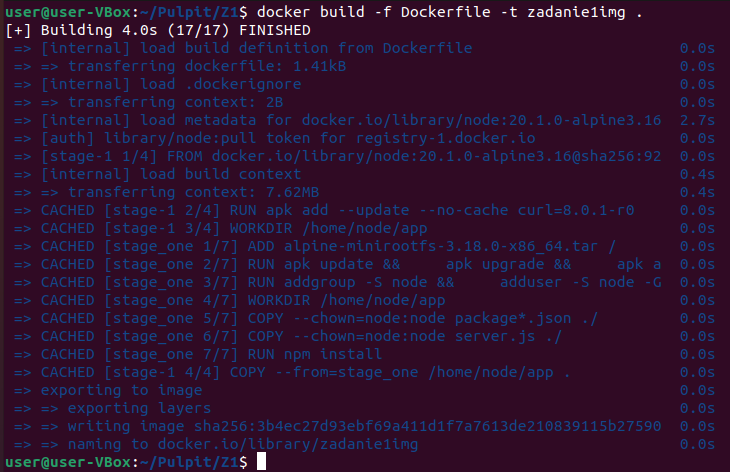 user@user-VBox:~/Pulpit/Z1$ docker build -f Dockerfile -t zadanie1img .
[+] Building 4.0s (17/17) FINISHED
=> [internal] load build definition from Dockerfile 0.0s
=> => transferring dockerfile: 1.41kB 0.0s
=> [internal] load .dockerignore 0.0s
=> => transferring context: 2B 0.0s
=> [internal] load metadata for docker.io/library/node:20.1.0-alpine3.16 2.7s
=> [auth] library/node:pull token for registry-1.docker.io 0.0s
=> [stage-1 1/4] FROM docker.io/library/node:20.1.0-alpine3.16@sha256:92 0.0s
=> [internal] load build context 0.4s
=> => transferring context: 7.62MB 0.4s
=> CACHED [stage-1 2/4] RUN apk add --update --no-cache curl=8.0.1-r0 0.0s
=> CACHED [stage-1 3/4] WORKDIR /home/node/app 0.0s
=> CACHED [stage_one 1/7] ADD alpine-minirootfs-3.18.0-x86_64.tar / 0.0s
=> CACHED [stage_one 2/7] RUN apk update && apk upgrade && apk a 0.0s
=> CACHED [stage_one 3/7] RUN addgroup -S node && adduser -S node -G 0.0s
=> CACHED [stage_one 4/7] WORKDIR /home/node/app 0.0s
=> CACHED [stage_one 5/7] COPY --chown=node:node package*.json ./ 0.0s
=> CACHED [stage_one 6/7] COPY --chown=node:node server.js ./ 0.0s
=> CACHED [stage_one 7/7] RUN npm install 0.0s
=> CACHED [stage-1 4/4] COPY --from=stage_one /home/node/app . 0.0s
=> exporting to image 0.0s
=> => exporting layers 0.0s
=> => writing image sha256:3b4ec27d93ebf69a411d1f7a7613de210839115b27590 0.0s
=> => naming to docker.io/library/zadanie1img 0.0s
user@user-VBox:~/Pulpit/Z1$